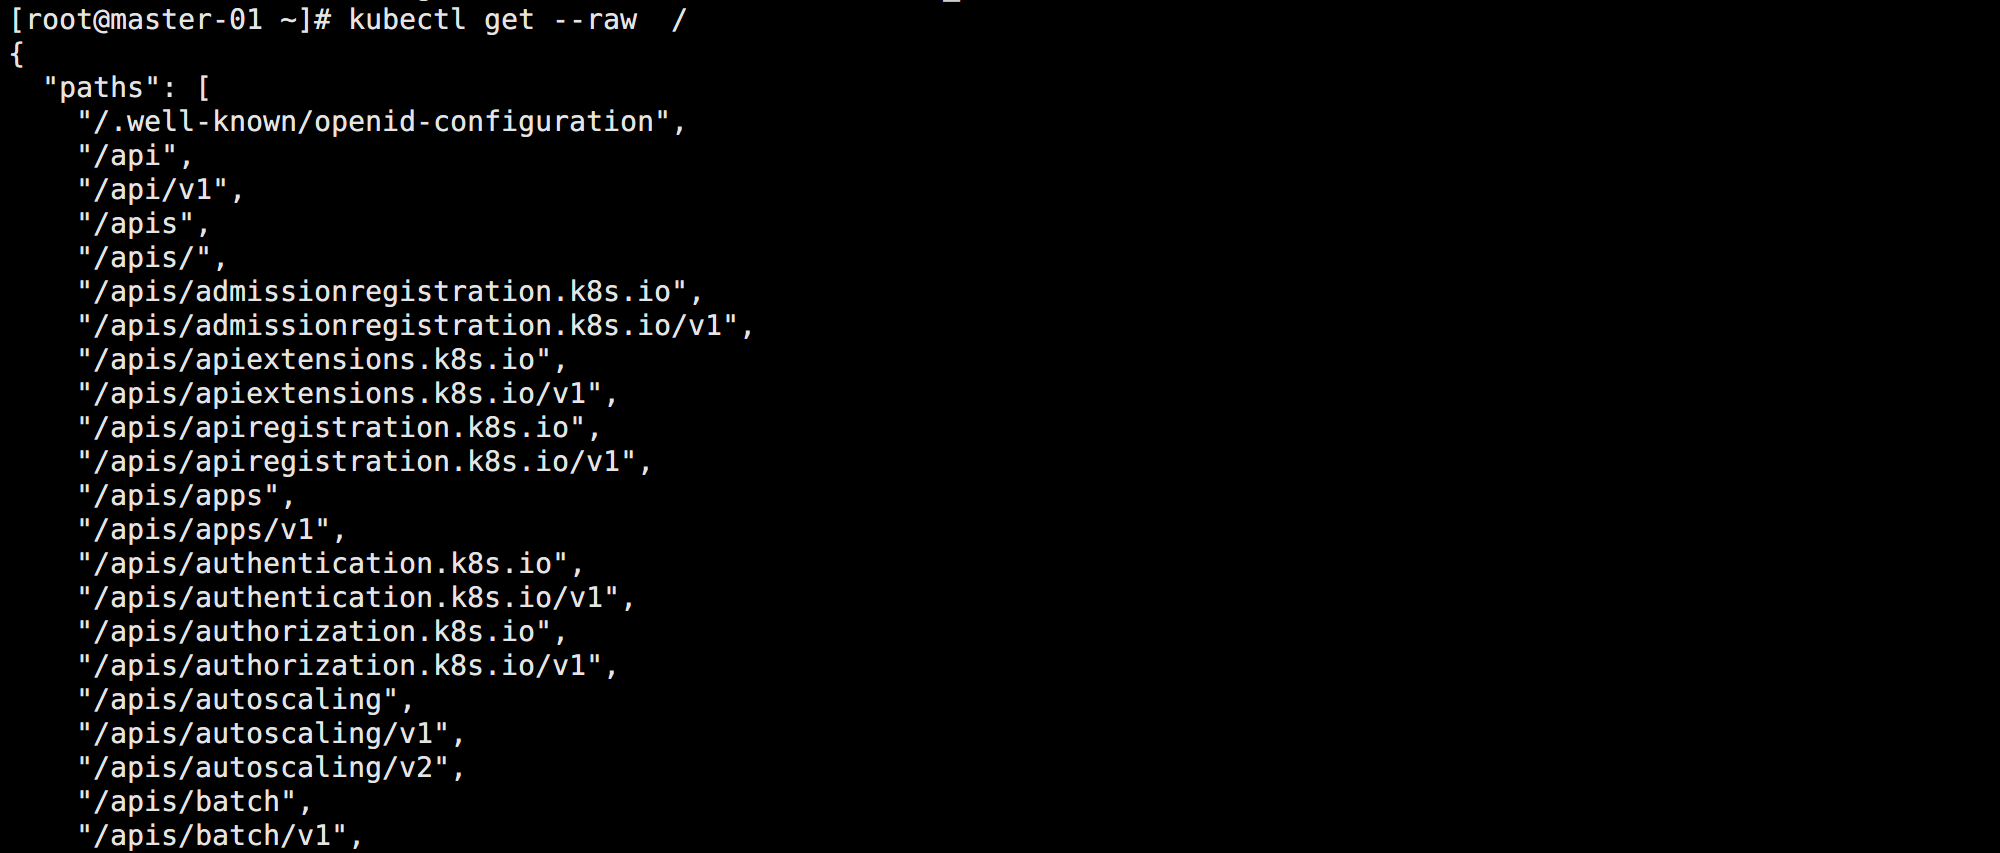 [root@master-01 ~]# kubectl get --raw  /
{
  "paths": [
    "/.well-known/openid-configuration",
    "/api",
    "/api/v1",
    "/apis",
    "/apis/",
    "/apis/admissionregistration.k8s.io",
    "/apis/admissionregistration.k8s.io/v1",
    "/apis/apiextensions.k8s.io",
    "/apis/apiextensions.k8s.io/v1",
    "/apis/apiregistration.k8s.io",
    "/apis/apiregistration.k8s.io/v1",
    "/apis/apps",
    "/apis/apps/v1",
    "/apis/authentication.k8s.io",
    "/apis/authentication.k8s.io/v1",
    "/apis/authorization.k8s.io",
    "/apis/authorization.k8s.io/v1",
    "/apis/autoscaling",
    "/apis/autoscaling/v1",
    "/apis/autoscaling/v2",
    "/apis/batch",
    "/apis/batch/v1",